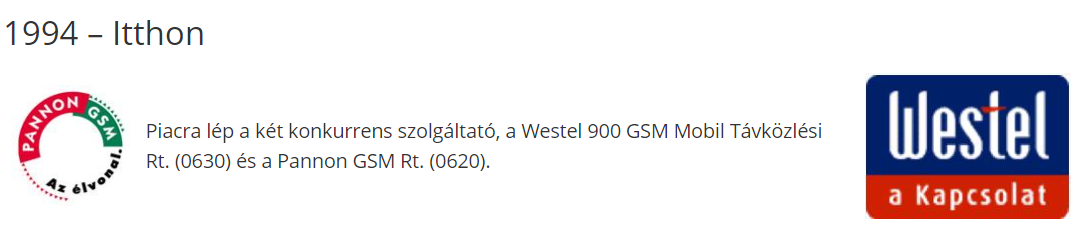 1994 – Itthon
PANNON GSM
Az élvonal.
Piacra lép a két konkurrens szolgáltató, a Westel 900 GSM Mobil Távközlési
Rt. (0630) és a Pannon GSM Rt. (0620).
Westel
a Kapcsolat